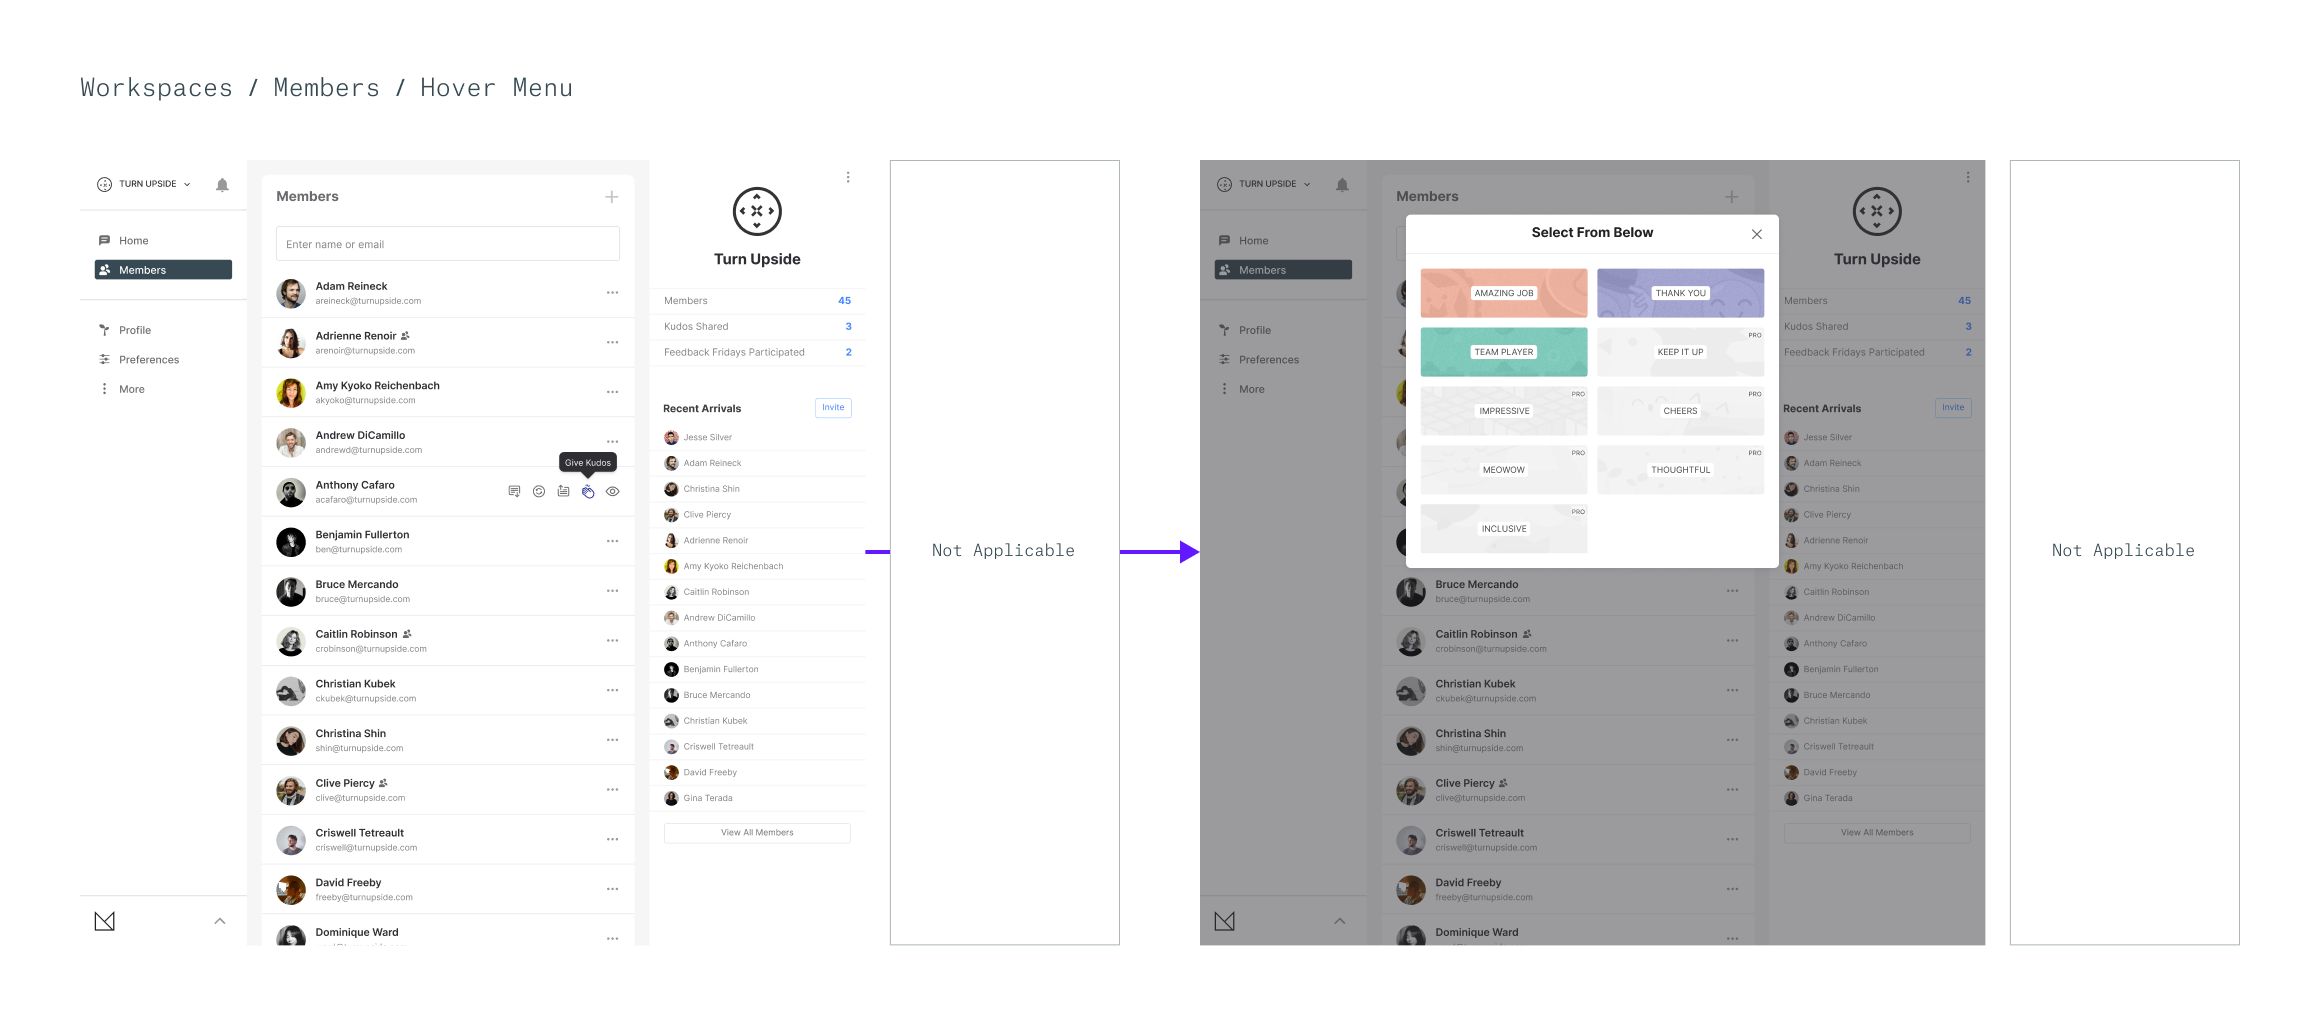 Workspaces / Members / Hover Menu
TURN UPSIDE
Home
Members
Profile
Preferences
More
Members
Enter name or email
Adam Reineck
areineck@turnupside.com
Adrienne Renoir
arenoir@turnupside.com
Amy Kyoko Reichenbach
akyoko@turnupside.com
Andrew DiCamillo
andrewd@turnupside.com
Give Kudos
Anthony Cafaro
acafaro@turnupside.com
Benjamin Fullerton
ben@turnupside.com
Bruce Mercando
bruce@turnupside.com
Caitlin Robinson
crobinson@turnupside.com
Christian Kubek
ckubek@turnupside.com
Christina Shin
shin@turnupside.com
Clive Piercy
clive@turnupside.com
Criswell Tetreault
criswell@turnupside.com
David Freeby
freeby@turnupside.com
Dominique Ward
Turn Upside
Members 45
Kudos Shared 3
Feedback Fridays Participated 2
Recent Arrivals Invite
Jesse Silver
Adam Reineck
Christina Shin
Clive Piercy
Adrienne Renoir
Amy Kyoko Reichenbach
Caitlin Robinson
Andrew DiCamillo
Anthony Cafaro
Benjamin Fullerton
Bruce Mercando
Christian Kubek
Criswell Tetreault
David Freeby
Gina Terada
View All Members
Not Applicable
TURN UPSIDE
Home
Members
Profile
Preferences
More
Members
Select From Below
AMAZING JOB
THANK YOU
TEAM PLAYER
KEEP IT UP
PRO
IMPRESSIVE
PRO
CHEERS
PRO
MEOWOW
PRO
THOUGHTFUL
PRO
INCLUSIVE
PRO
Bruce Mercando
bruce@turnupside.com
Caitlin Robinson
crobinson@turnupside.com
Christian Kubek
ckubek@turnupside.com
Christina Shin
shin@turnupside.com
Clive Piercy
clive@turnupside.com
Criswell Tetreault
criswell@turnupside.com
David Freeby
freeby@turnupside.com
Dominique Ward
Turn Upside
Members 45
Kudos Shared 3
Feedback Fridays Participated 2
Recent Arrivals Invite
Jesse Silver
Adam Reineck
Christina Shin
Clive Piercy
Adrienne Renoir
Amy Kyoko Reichenbach
Caitlin Robinson
Andrew DiCamillo
Anthony Cafaro
Benjamin Fullerton
Bruce Mercando
Christian Kubek
Criswell Tetreault
David Freeby
Gina Terada
View All Members
Not Applicable